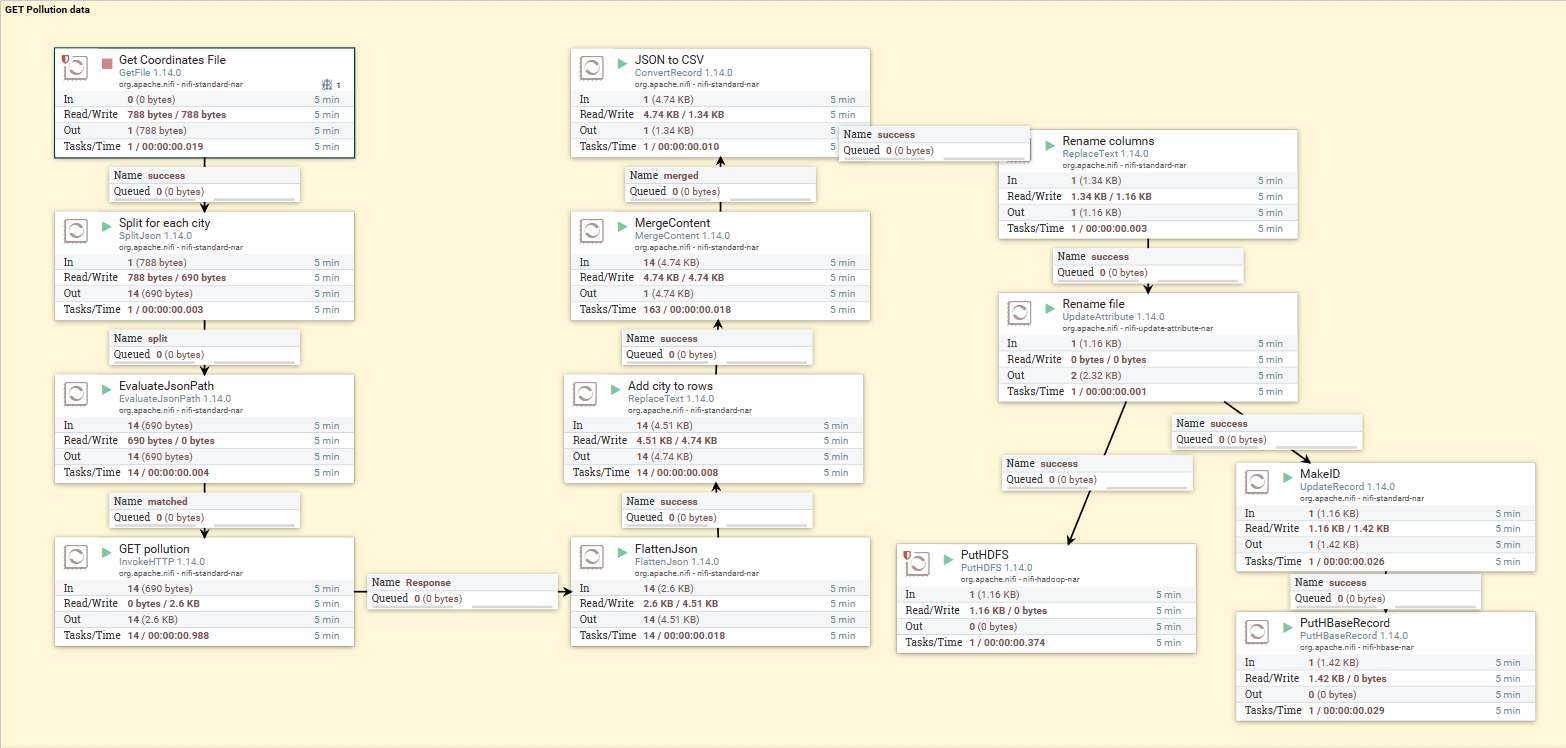 GET Pollution data
Get Coordinates File
GetFile 1.14.0
org.apache.nifi - nifi-standard-nar
1
In 0 (0 bytes) 5 min
Read/Write 788 bytes / 788 bytes 5 min
Out 1 (788 bytes) 5 min
Tasks/Time 1 / 00:00:00.019 5 min
Name success
Queued 0 (0 bytes)
Split for each city
SplitJson 1.14.0
org.apache.nifi - nifi-standard-nar
In 1 (788 bytes) 5 min
Read/Write 788 bytes / 690 bytes 5 min
Out 14 (690 bytes) 5 min
Tasks/Time 1 / 00:00:00.003 5 min
Name split
Queued 0 (0 bytes)
EvaluateJsonPath
EvaluateJsonPath 1.14.0
org.apache.nifi - nifi-standard-nar
In 14 (690 bytes) 5 min
Read/Write 690 bytes / 0 bytes 5 min
Out 14 (690 bytes) 5 min
Tasks/Time 14 / 00:00:00.004 5 min
Name matched
Queued 0 (0 bytes)
GET pollution
InvokeHTTP 1.14.0
org.apache.nifi - nifi-standard-nar
In 14 (690 bytes) 5 min
Read/Write 0 bytes / 2.6 KB 5 min
Out 14 (2.6 KB) 5 min
Tasks/Time 14 / 00:00:00.988 5 min
Name Response
Queued 0 (0 bytes)
FlattenJson
FlattenJson 1.14.0
org.apache.nifi - nifi-standard-nar
In 14 (2.6 KB) 5 min
Read/Write 2.6 KB / 4.51 KB 5 min
Out 14 (4.51 KB) 5 min
Tasks/Time 14 / 00:00:00.018 5 min
Name success
Queued 0 (0 bytes)
Add city to rows
ReplaceText 1.14.0
org.apache.nifi - nifi-standard-nar
In 14 (4.51 KB) 5 min
Read/Write 4.51 KB / 4.74 KB 5 min
Out 14 (4.74 KB) 5 min
Tasks/Time 14 / 00:00:00.008 5 min
Name success
Queued 0 (0 bytes)
MergeContent
MergeContent 1.14.0
org.apache.nifi - nifi-standard-nar
In 14 (4.74 KB) 5 min
Read/Write 4.74 KB / 4.74 KB 5 min
Out 1 (4.74 KB) 5 min
Tasks/Time 163 / 00:00:00.018 5 min
Name merged
Queued 0 (0 bytes)
JSON to CSV
ConvertRecord 1.14.0
org.apache.nifi - nifi-standard-nar
In 1 (4.74 KB) 5 min
Read/Write 4.74 KB / 1.34 KB 5 min
Out 1 (1.34 KB) 5 min
Tasks/Time 1 / 00:00:00.010 5 min
Name success
Queued 0 (0 bytes)
Rename columns
ReplaceText 1.14.0
org.apache.nifi - nifi-standard-nar
In 1 (1.34 KB) 5 min
Read/Write 1.34 KB / 1.16 KB 5 min
Out 1 (1.16 KB) 5 min
Tasks/Time 1 / 00:00:00.003 5 min
Name success
Queued 0 (0 bytes)
Rename file
UpdateAttribute 1.14.0
org.apache.nifi - nifi-update-attribute-nar
In 1 (1.16 KB) 5 min
Read/Write 0 bytes / 0 bytes 5 min
Out 2 (2.32 KB) 5 min
Tasks/Time 1 / 00:00:00.001 5 min
Name success
Queued 0 (0 bytes)
PutHDFS
PutHDFS 1.14.0
org.apache.nifi - nifi-hadoop-nar
In 1 (1.16 KB) 5 min
Read/Write 1.16 KB / 0 bytes 5 min
Out 0 (0 bytes) 5 min
Tasks/Time 1 / 00:00:00.374 5 min
Name success
Queued 0 (0 bytes)
MakeID
UpdateRecord 1.14.0
org.apache.nifi - nifi-standard-nar
In 1 (1.16 KB) 5 min
Read/Write 1.16 KB / 1.42 KB 5 min
Out 1 (1.42 KB) 5 min
Tasks/Time 1 / 00:00:00.026 5 min
Name success
Queued 0 (0 bytes)
PutHBaseRecord
PutHBaseRecord 1.14.0
org.apache.nifi - nifi-hbase-nar
In 1 (1.42 KB) 5 min
Read/Write 1.42 KB / 0 bytes 5 min
Out 0 (0 bytes) 5 min
Tasks/Time 1 / 00:00:00.029 5 min